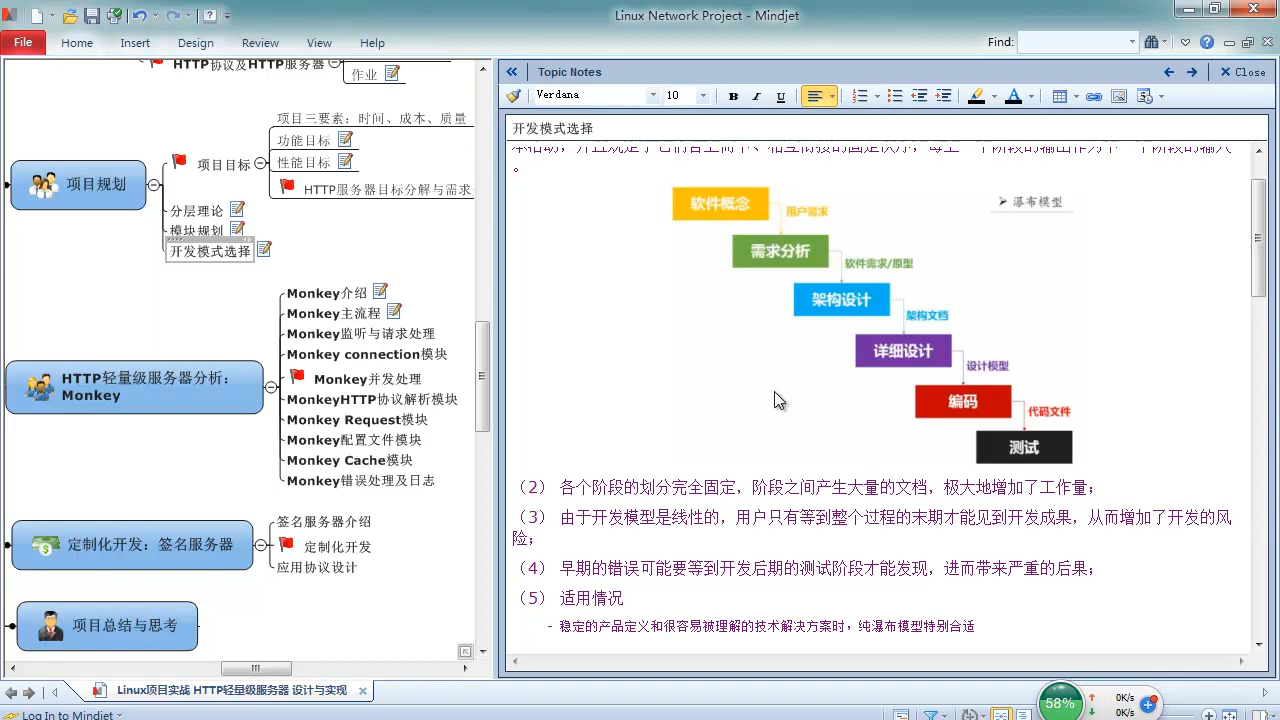 Linux Network Project - Mindjet
File Home Insert Design Review View Help Find:
HTTP协议及HTTP服务器
作业
项目规划
项目目标
项目三要素：时间、成本、质量
功能目标
性能目标
HTTP服务器目标分解与需求
分层理论
模块规划
开发模式选择
HTTP轻量级服务器分析：
Monkey
Monkey介绍
Monkey主流程
Monkey监听与请求处理
Monkey connection模块
Monkey并发处理
MonkeyHTTP协议解析模块
Monkey Request模块
Monkey配置文件模块
Monkey Cache模块
Monkey错误处理及日志
定制化开发：签名服务器
签名服务器介绍
定制化开发
应用协议设计
项目总结与思考
Topic Notes Close
Verdana 10 B I U
开发模式选择
。
➢ 瀑布模型
软件概念
用户需求
需求分析
软件需求/原型
架构设计
架构文档
详细设计
设计模型
编码
代码文件
测试
（2） 各个阶段的划分完全固定，阶段之间产生大量的文档，极大地增加了工作量；
（3） 由于开发模型是线性的，用户只有等到整个过程的末期才能见到开发成果，从而增加了开发的风
险；
（4） 早期的错误可能要等到开发后期的测试阶段才能发现，进而带来严重的后果；
（5） 适用情况
- 稳定的产品定义和很容易被理解的技术解决方案时，纯瀑布模型特别合适
Linux项目实战 HTTP轻量级服务器 设计与实现
58%
0K/s
0K/s
Log In to Mindjet